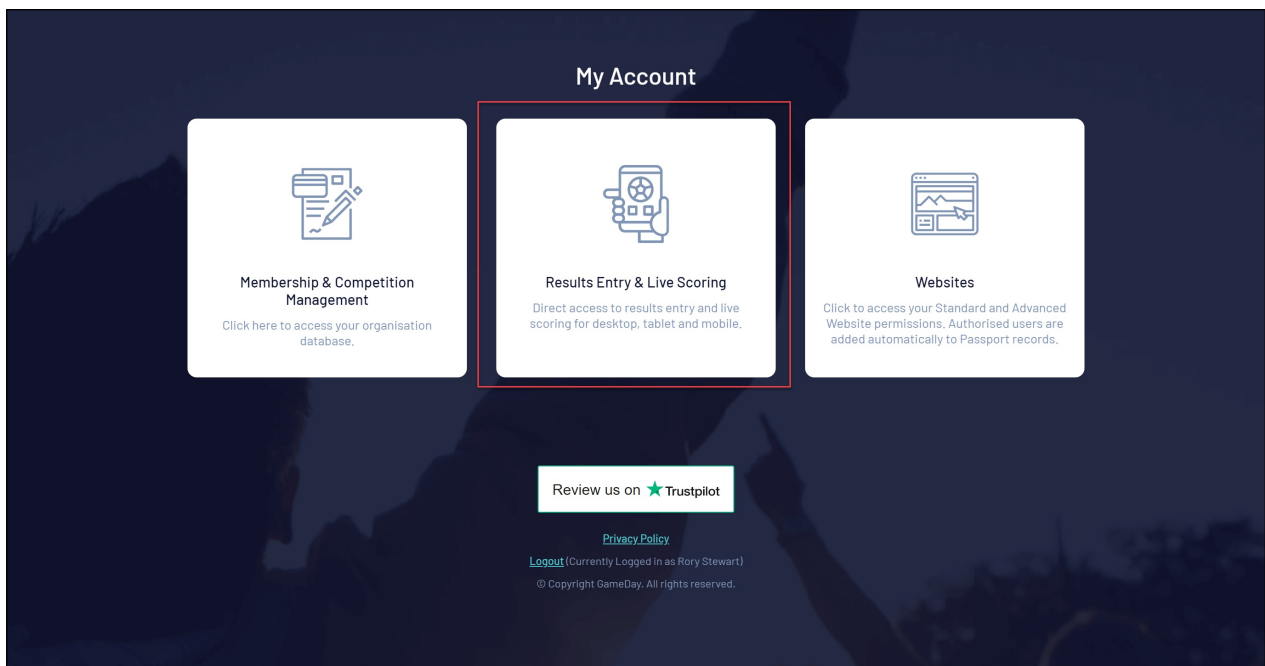 My Account
Membership & Competition
Management
Click here to access your organisation
database.
Results Entry & Live Scoring
Direct access to results entry and live
scoring for desktop, tablet and mobile.
Websites
Click to access your Standard and Advanced
Website permissions. Authorised users are
added automatically to Passport records.
Review us on Trustpilot
Privacy Policy
Logout (Currently Logged in as Rory Stewart)
© Copyright GameDay. All rights reserved.